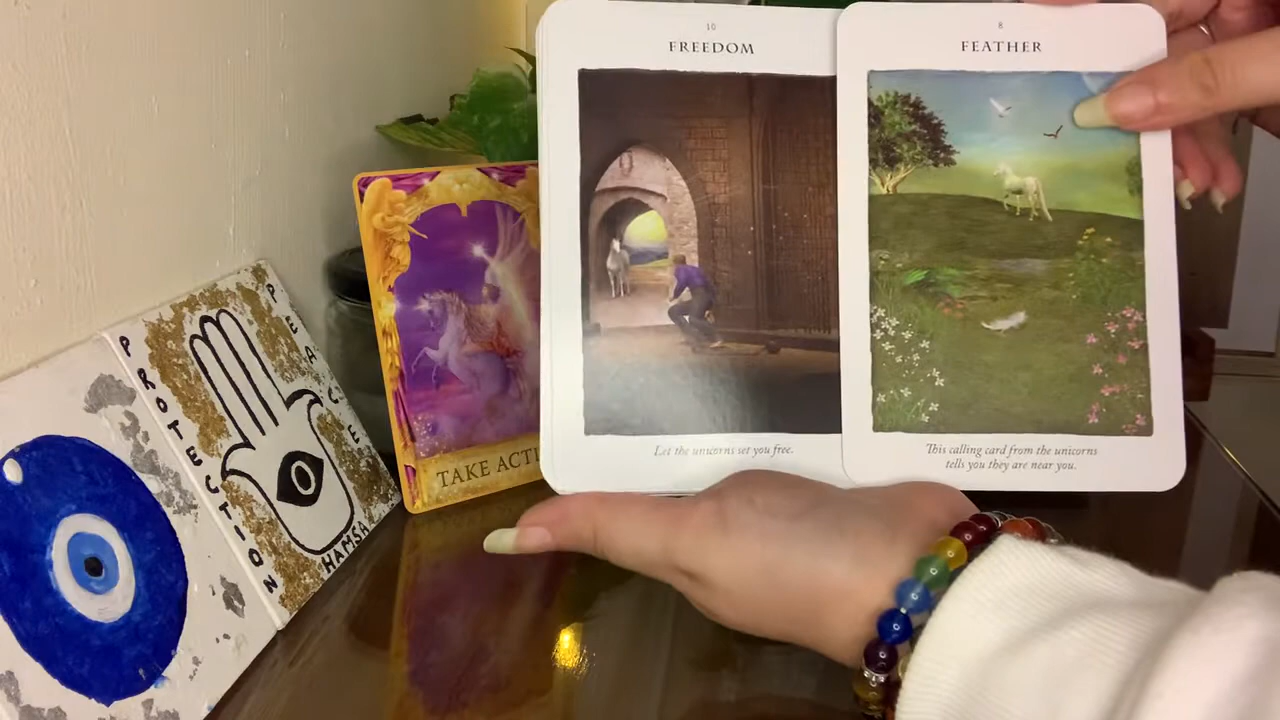 10
FREEDOM
Let the unicorns set you free.
8
FEATHER
This calling card from the unicorns
tells you they are near you.
TAKE ACTI
PROTECTION
PEACE
HAMSA